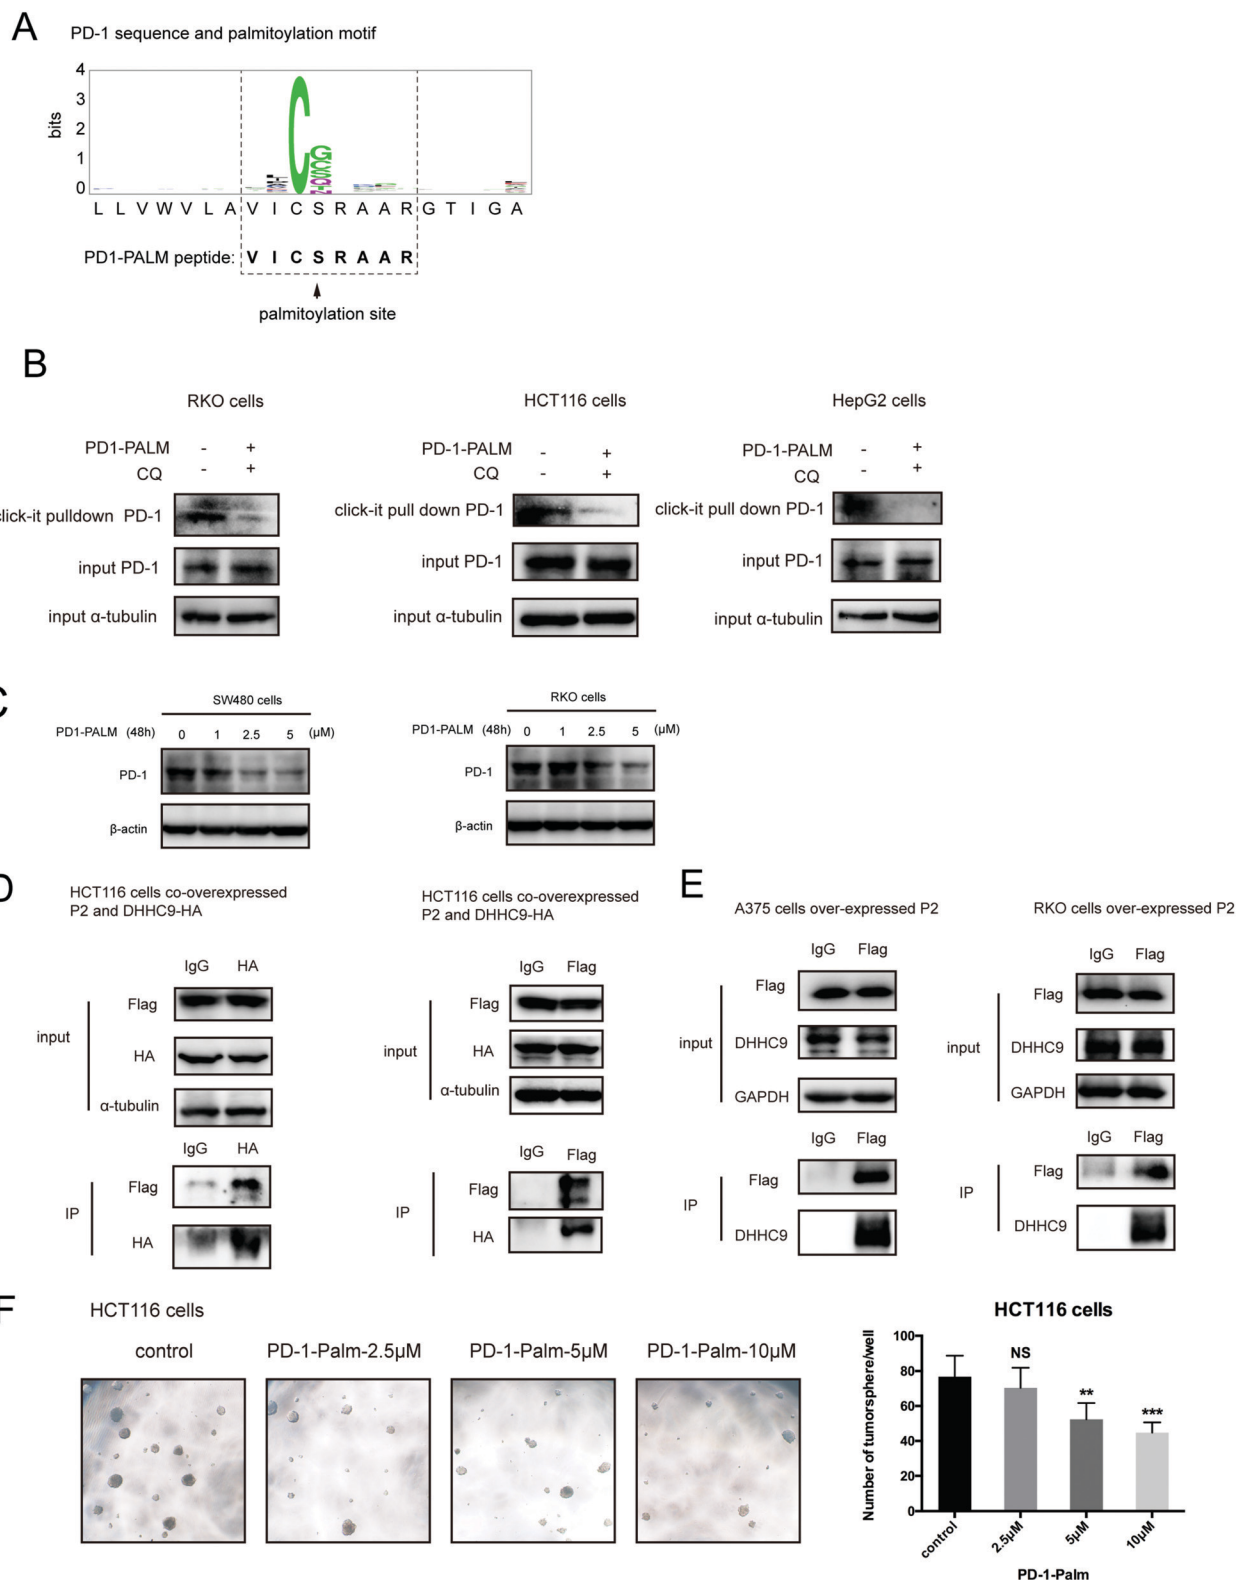 A
PD-1 sequence and palmitoylation motif
4
3
2
1
0
bits
L L V W V L A V I C S R A A R G T I G A
PD1-PALM peptide: V I C S R A A R
palmitoylation site
B
RKO cells
PD1-PALM - +
CQ - +
click-it pulldown PD-1
input PD-1
input α-tubulin
HCT116 cells
PD-1-PALM - +
CQ - +
click-it pull down PD-1
input PD-1
input α-tubulin
HepG2 cells
PD-1-PALM - +
CQ - +
click-it pull down PD-1
input PD-1
input α-tubulin
C
SW480 cells
PD1-PALM (48h) 0 1 2.5 5 (μM)
PD-1
β-actin
RKO cells
PD1-PALM (48h) 0 1 2.5 5 (μM)
PD-1
β-actin
D
HCT116 cells co-overexpressed
P2 and DHHC9-HA
IgG HA
input
Flag
HA
α-tubulin
IgG HA
IP
Flag
HA
HCT116 cells co-overexpressed
P2 and DHHC9-HA
IgG Flag
input
Flag
HA
α-tubulin
IgG Flag
IP
Flag
HA
E
A375 cells over-expressed P2
IgG Flag
input
Flag
DHHC9
GAPDH
IgG Flag
IP
Flag
DHHC9
RKO cells over-expressed P2
IgG Flag
input
Flag
DHHC9
GAPDH
IgG Flag
IP
Flag
DHHC9
F
HCT116 cells
control PD-1-Palm-2.5μM PD-1-Palm-5μM PD-1-Palm-10μM
HCT116 cells
Number of tumorsphere/well
100
80
60
40
20
0
NS
**
***
control 2.5μM 5μM 10μM
PD-1-Palm